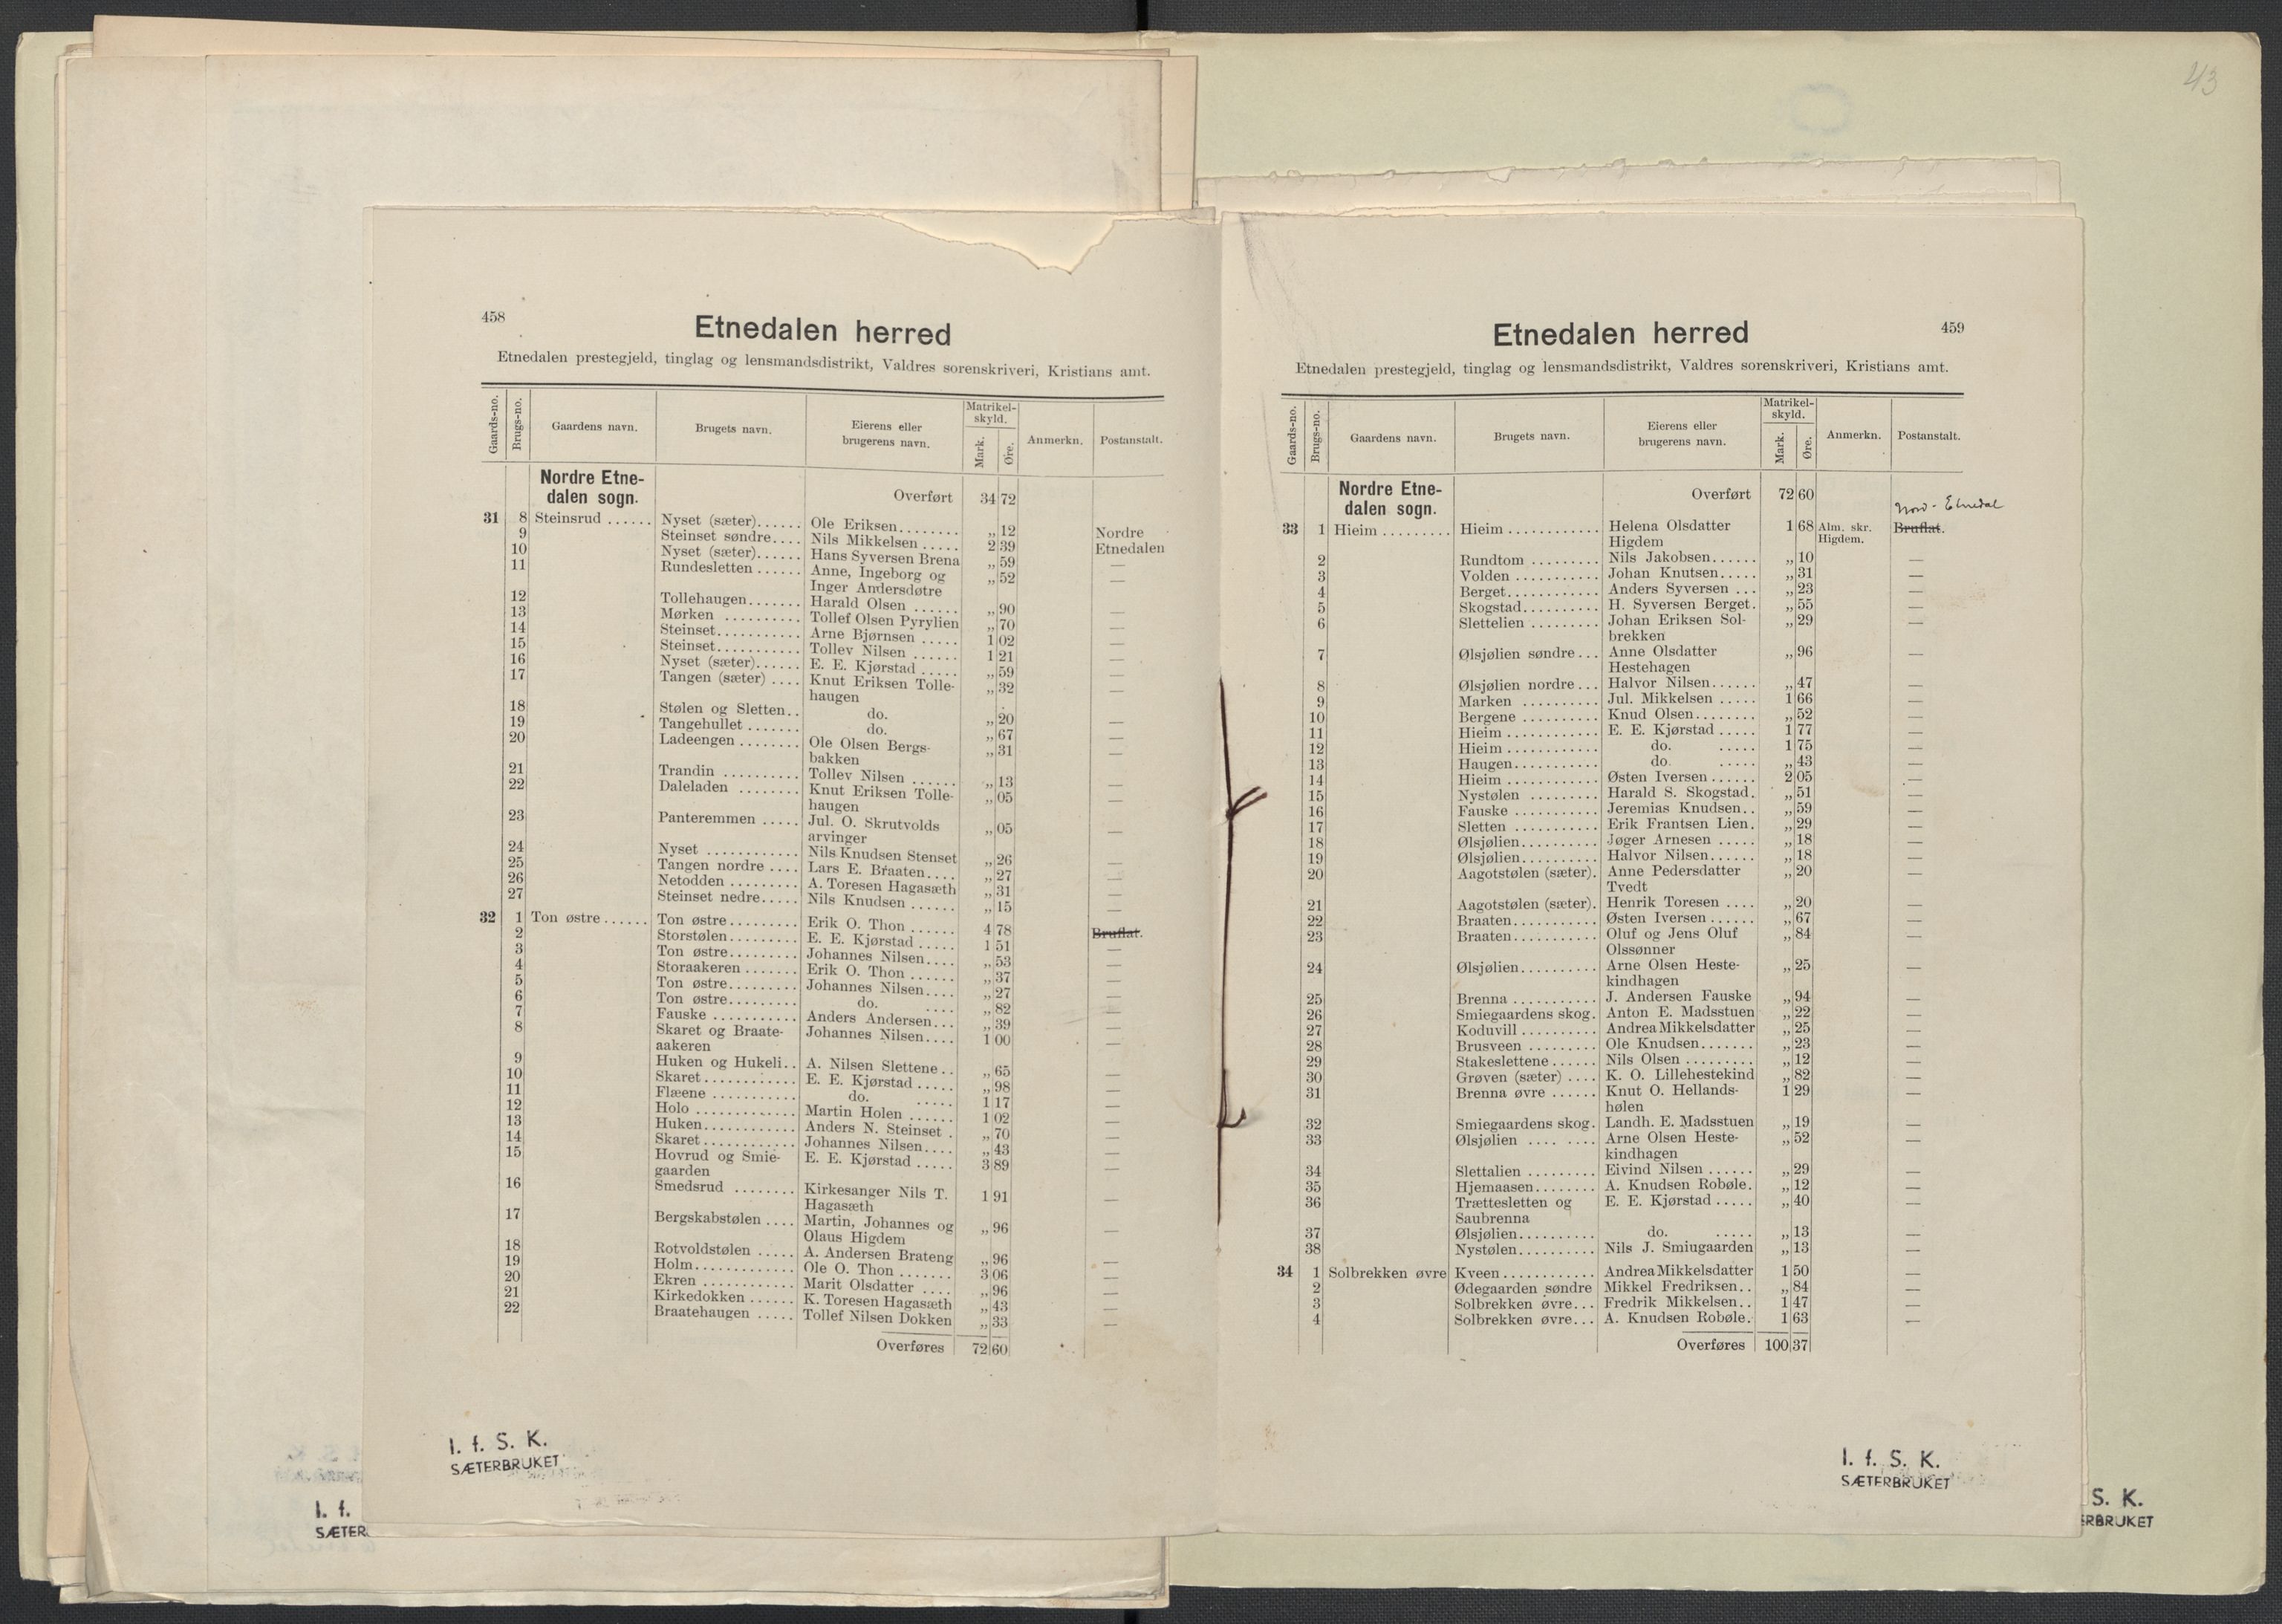 43
458
Etnedalen herred
Etnedalen prestegjeld, tinglag og lensmandsdistrikt, Valdres sorenskriveri, Kristians amt.
Gaards-no. Brugs-no. Gaardens navn. Brugets navn. Eierens eller brugerens navn. Matrikelskyld. Mark. Øre. Anmerkn. Postanstalt.
Nordre Etne-
dalen sogn. Overført 34 72
31 8 Steinsrud ...... Nyset (sæter)...... Ole Eriksen........ „ 12 Nordre
9 Steinset søndre.... Nils Mikkelsen ..... 2 39 Etnedalen
10 Nyset (sæter)...... Hans Syversen Brena „ 59 —
11 Rundesletten ...... Anne, Ingeborg og „ 52 —
Inger Andersdøtre
12 Tollehaugen....... Harald Olsen ...... „ 90 —
13 Mørken .......... Tollef Olsen Pyrylien „ 70 —
14 Steinset........... Arne Bjørnsen ..... 1 02 —
15 Steinset........... Tollev Nilsen ...... 1 21 —
16 Nyset (sæter)...... E. E. Kjørstad ..... „ 59 —
17 Tangen (sæter) .... Knut Eriksen Tolle- „ 32 —
haugen
18 Stølen og Sletten.. do. „ 20 —
19 Tangehullet ....... do. „ 67 —
20 Ladeengen ........ Ole Olsen Bergs- „ 31 —
bakken
21 Trandin .......... Tollev Nilsen ...... „ 13 —
22 Daleladen ........ Knut Eriksen Tolle- „ 05 —
haugen
23 Panteremmen ..... Jul. O. Skrutvolds „ 05 —
arvinger
24 Nyset ............ Nils Knudsen Stenset „ 26 —
25 Tangen nordre .... Lars E. Braaten.... „ 27 —
26 Netodden ......... A. Toresen Hagasæth „ 31 —
27 Steinset nedre..... Nils Knudsen ...... „ 15 —
32 1 Ton østre...... Ton østre......... Erik O. Thon ...... 4 78 Bruflat.
2 Storstølen......... E. E. Kjørstad ..... 1 51 —
3 Ton østre......... Johannes Nilsen.... „ 53 —
4 Storaakeren ....... Erik O. Thon ...... „ 37 —
5 Ton østre......... Johannes Nilsen.... „ 27 —
6 Ton østre......... do. .... „ 82 —
7 Fauske ........... Anders Andersen... „ 39 —
8 Skaret og Braate- Johannes Nilsen.... 1 00 —
aakeren
9 Huken og Hukeli.. A. Nilsen Slettene.. „ 65 —
10 Skaret............ E. E. Kjørstad ..... „ 98 —
11 Flæene ........... do. ..... 1 17 —
12 Holo ............. Martin Holen ...... 1 02 —
13 Huken............ Anders N. Steinset . „ 70 —
14 Skaret............ Johannes Nilsen.... „ 43 —
15 Hovrud og Smie- E. E. Kjørstad ..... 3 89 —
gaarden
16 Smedsrud ........ Kirkesanger Nils T. 1 91 —
Hagasæth
17 Bergskabstølen .... Martin, Johannes og „ 96 —
Olaus Higdem
18 Rotvoldstølen ..... A. Andersen Brateng „ 96 —
19 Holm............. Ole O. Thon ....... 3 06 —
20 Ekren ............ Marit Olsdatter .... „ 96 —
21 Kirkedokken ...... K. Toresen Hagasæth „ 43 —
22 Braatehaugen ..... Tollef Nilsen Dokken „ 33 —
Overføres 72 60
I. f. S. K.
SÆTERBRUKET
I. f.
SÆTER
Etnedalen herred
459
Etnedalen prestegjeld, tinglag og lensmandsdistrikt, Valdres sorenskriveri, Kristians amt.
Gaards-no. Brugs-no. Gaardens navn. Brugets navn. Eierens eller brugerens navn. Matrikelskyld. Mark. Øre. Anmerkn. Postanstalt.
Nordre Etne-
dalen sogn. Overført 72 60
Nord-Etnedal
33 1 Hieim ......... Hieim ............ Helena Olsdatter 1 68 Alm. skr. Bruflat.
Higdem Higdem.
2 Rundtom ......... Nils Jakobsen...... „ 10 —
3 Volden ........... Johan Knutsen..... „ 31 —
4 Berget............ Anders Syversen ... „ 23 —
5 Skogstad.......... H. Syversen Berget. „ 55 —
6 Slettelien ......... Johan Eriksen Sol- „ 29 —
brekken
7 Ølsjølien søndre... Anne Olsdatter „ 96 —
Hestehagen
8 Ølsjølien nordre... Halvor Nilsen...... „ 47 —
9 Marken .......... Jul. Mikkelsen ..... 1 66 —
10 Bergene .......... Knud Olsen........ „ 52 —
11 Hieim ............ E. E. Kjørstad ..... 1 77 —
12 Hieim ............ do. ..... 1 75 —
13 Haugen........... do. ..... „ 43 —
14 Hieim ............ Østen Iversen ...... 2 05 —
15 Nystølen ......... Harald S. Skogstad. „ 51 —
16 Fauske ........... Jeremias Knudsen.. „ 59 —
17 Sletten ........... Erik Frantsen Lien. „ 29 —
18 Ølsjølien.......... Jøger Arnesen ..... „ 18 —
19 Ølsjølien.......... Halvor Nilsen...... „ 18 —
20 Aagotstølen (sæter). Anne Pedersdatter „ 20 —
Tvedt
21 Aagotstølen (sæter). Henrik Toresen .... „ 20 —
22 Braaten........... Østen Iversen ...... „ 67 —
23 Braaten........... Oluf og Jens Oluf „ 84 —
Olssønner
24 Ølsjølien.......... Arne Olsen Heste- „ 25 —
kindhagen
25 Brenna ........... J. Andersen Fauske „ 94 —
26 Smiegaardens skog. Anton E. Madsstuen „ 22 —
27 Koduvill .......... Andrea Mikkelsdatter „ 25 —
28 Brusveen ......... Ole Knudsen....... „ 23 —
29 Stakeslettene...... Nils Olsen ......... „ 12 —
30 Grøven (sæter) .... K. O. Lillehestekind „ 82 —
31 Brenna øvre ...... Knut O. Hellands- 1 29 —
hølen
32 Smiegaardens skog. Landh. E. Madsstuen „ 19 —
33 Ølsjølien .... .... Arne Olsen Heste- „ 52 —
kindhagen
34 Slettalien ......... Eivind Nilsen ...... „ 29 —
35 Hjemaasen........ A. Knudsen Robøle. „ 12 —
36 Trættesletten og E. E. Kjørstad ..... „ 40 —
Saubrenna
37 Ølsjølien.......... do. ..... „ 13 —
38 Nystølen.......... Nils J. Smiugaarden „ 13 —
34 1 Solbrekken øvre Kveen............ Andrea Mikkelsdatter 1 50 —
2 Ødegaarden søndre Mikkel Fredriksen.. „ 84 —
3 Solbrekken øvre... Fredrik Mikkelsen.. 1 47 —
4 Solbrekken øvre... A. Knudsen Robøle. 1 63 —
Overføres 100 37
I. f. S. K.
SÆTERBRUKET
S. K.
ERBRUKET